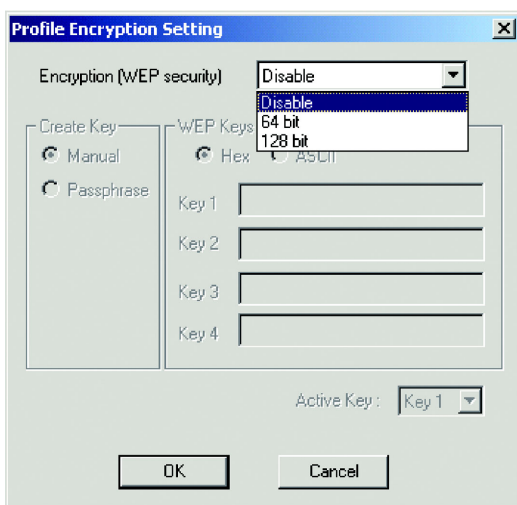 Profile Encryption Setting
Encryption (WEP security)
Disable
Disable
64 bit
128 bit
Create Key
Manual
Passphrase
WEP Keys
Hex
ASCII
Key 1
Key 2
Key 3
Key 4
Active Key :
Key 1
OK
Cancel